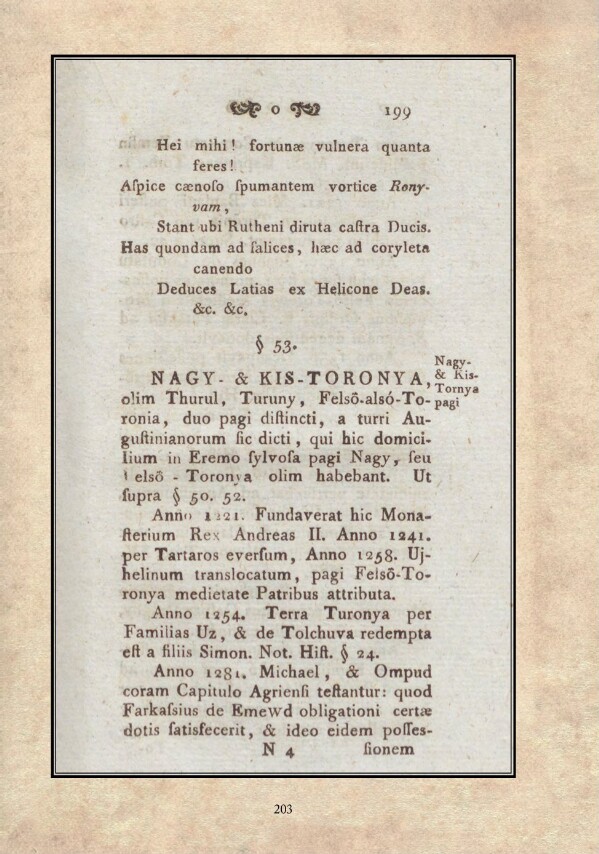 o 199
Hei mihi! fortunæ vulnera quanta
feres!
Aſpice cænoſo ſpumantem vortice Rony-
vam,
Stant ubi Rutheni diruta caſtra Ducis.
Has quondam ad ſalices, hæc ad coryleta
canendo
Deduces Latias ex Helicone Deas.
&c. &c.
§ 53.
NAGY- & KIS-TORONYA,
olim Thurul, Turuny, Felsõ-alsó-To-
ronia, duo pagi diſtincti, a turri Au-
guſtinianorum ſic dicti, qui hic domici-
lium in Eremo ſylvoſa pagi Nagy, ſeu
elsõ - Toronya olim habebant. Ut
ſupra § 50. 52.
Anno 1221. Fundaverat hic Mona-
ſterium Rex Andreas II. Anno 1241.
per Tartaros everſum, Anno 1258. Uj-
helinum translocatum, pagi Felsõ-To-
ronya medietate Patribus attributa.
Anno 1254. Terra Turonya per
Familias Uz, & de Tolchuva redempta
eſt a filiis Simon. Not. Hiſt. § 24.
Anno 1281. Michael, & Ompud
coram Capitulo Agrienſi teſtantur: quod
Farkaſsius de Emewd obligationi certæ
dotis ſatisfecerit, & ideo eidem poſſes-
N 4 ſionem
Nagy-
& Kis-
Tornya
pagi
203